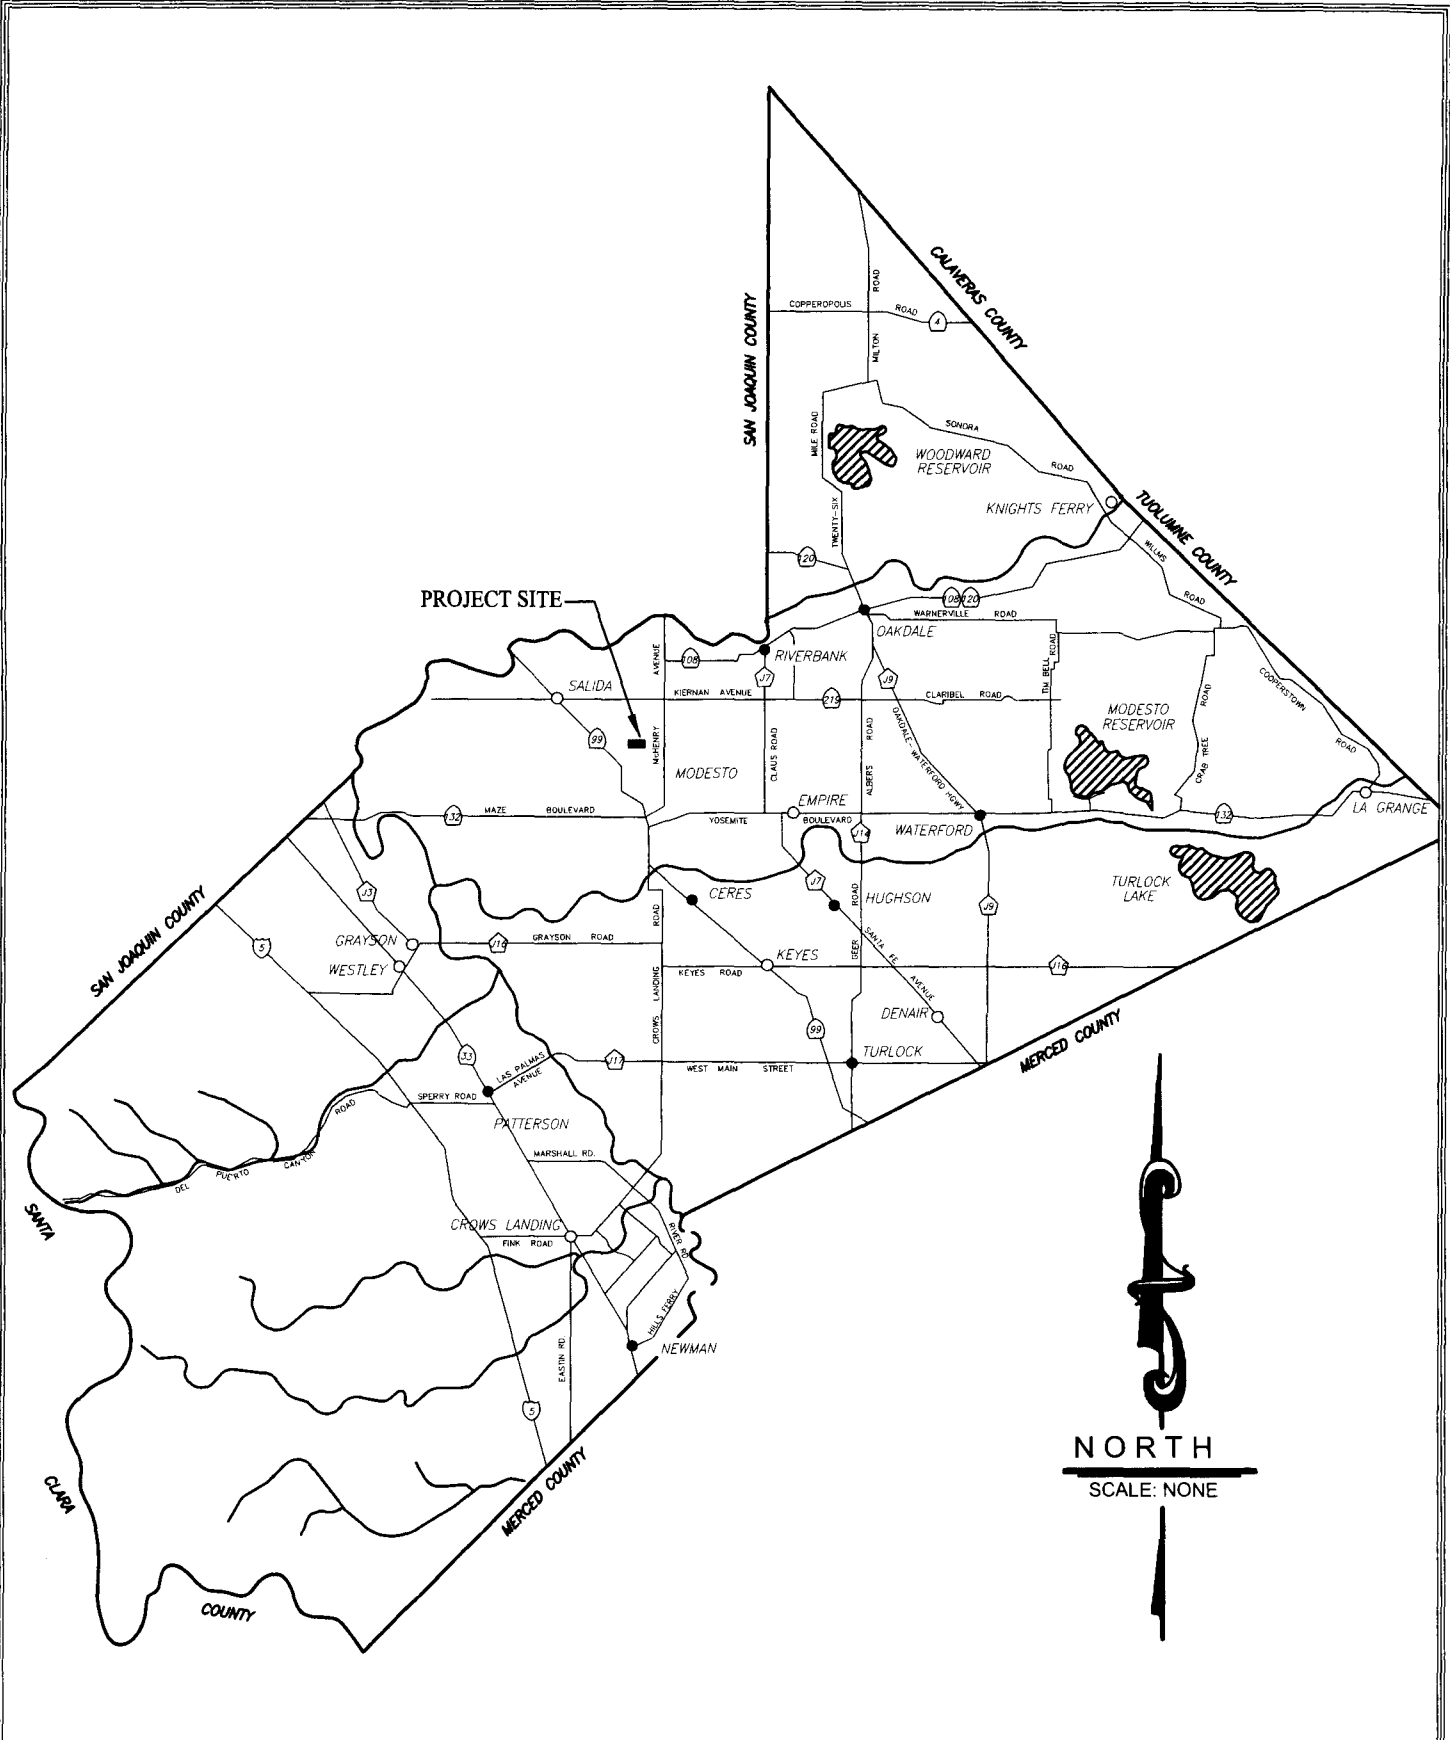 CALAVERAS COUNTY
SAN JOAQUIN COUNTY
COPPEROPOLIS ROAD
4
MILTON ROAD
MILE ROAD
TWENTY-SIX
SONORA ROAD
WOODWARD
RESERVOIR
KNIGHTS FERRY
TUOLUMNE COUNTY
120
WILLMS ROAD
108
120
WARNERVILLE ROAD
PROJECT SITE
OAKDALE
RIVERBANK
108
McHENRY AVENUE
SALIDA
KIERNAN AVENUE
J7
219
J9
CLARIBEL ROAD
TIM BELL ROAD
COOPERSTOWN ROAD
CRAB TREE ROAD
MODESTO
RESERVOIR
99
CLAUS ROAD
ALBERS ROAD
OAKDALE-WATERFORD HGWY
MODESTO
EMPIRE
132
MAZE BOULEVARD
YOSEMITE BOULEVARD
J14
WATERFORD
132
LA GRANGE
TURLOCK
LAKE
J3
J7
CERES
HUGHSON
J9
SAN JOAQUIN COUNTY
5
GRAYSON
J16
GRAYSON ROAD
WESTLEY
CROWS LANDING ROAD
KEYES
KEYES ROAD
GEER ROAD
SANTA FE AVENUE
J16
DENAIR
99
33
LAS PALMAS
AVENUE
J17
WEST MAIN STREET
TURLOCK
MERCED COUNTY
SPERRY ROAD
PATTERSON
DEL PUERTO CANYON ROAD
MARSHALL RD.
SANTA
CROWS LANDING
FINK ROAD
RIVER RD
HILLS FERRY
EASTIN RD.
NEWMAN
5
MERCED COUNTY
CLARA
COUNTY
NORTH
SCALE: NONE